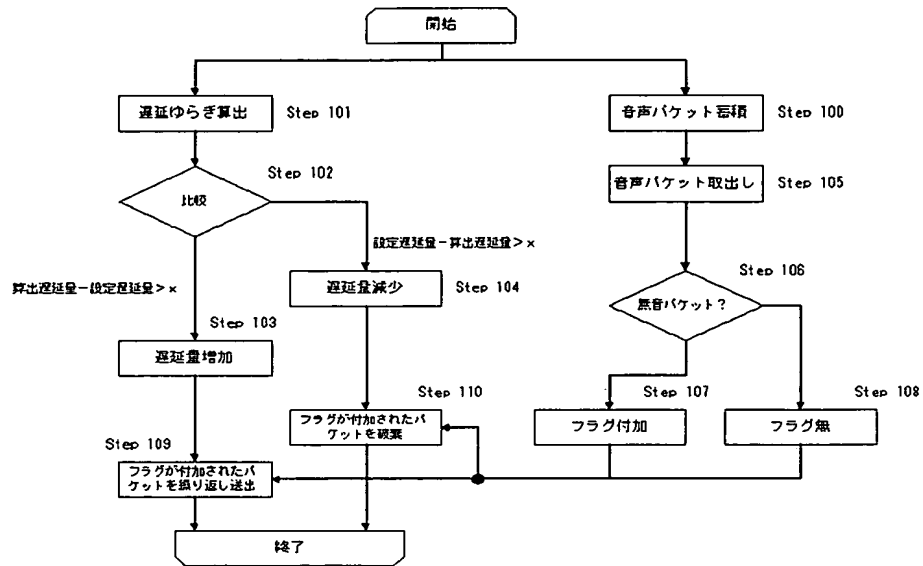 開始
遅延ゆらぎ算出
Step 101
音声パケット蓄積
Step 100
Step 102
音声パケット取出し
Step 105
比較
設定遅延量－算出遅延量＞x
Step 106
算出遅延量－設定遅延量＞x
遅延量減少
Step 104
無音パケット？
Step 103
遅延量増加
Step 110
Step 107
Step 108
フラグが付加されたパ
ケットを破棄
フラグ付加
フラグ無
Step 109
フラグが付加されたパ
ケットを繰り返し送出
終了